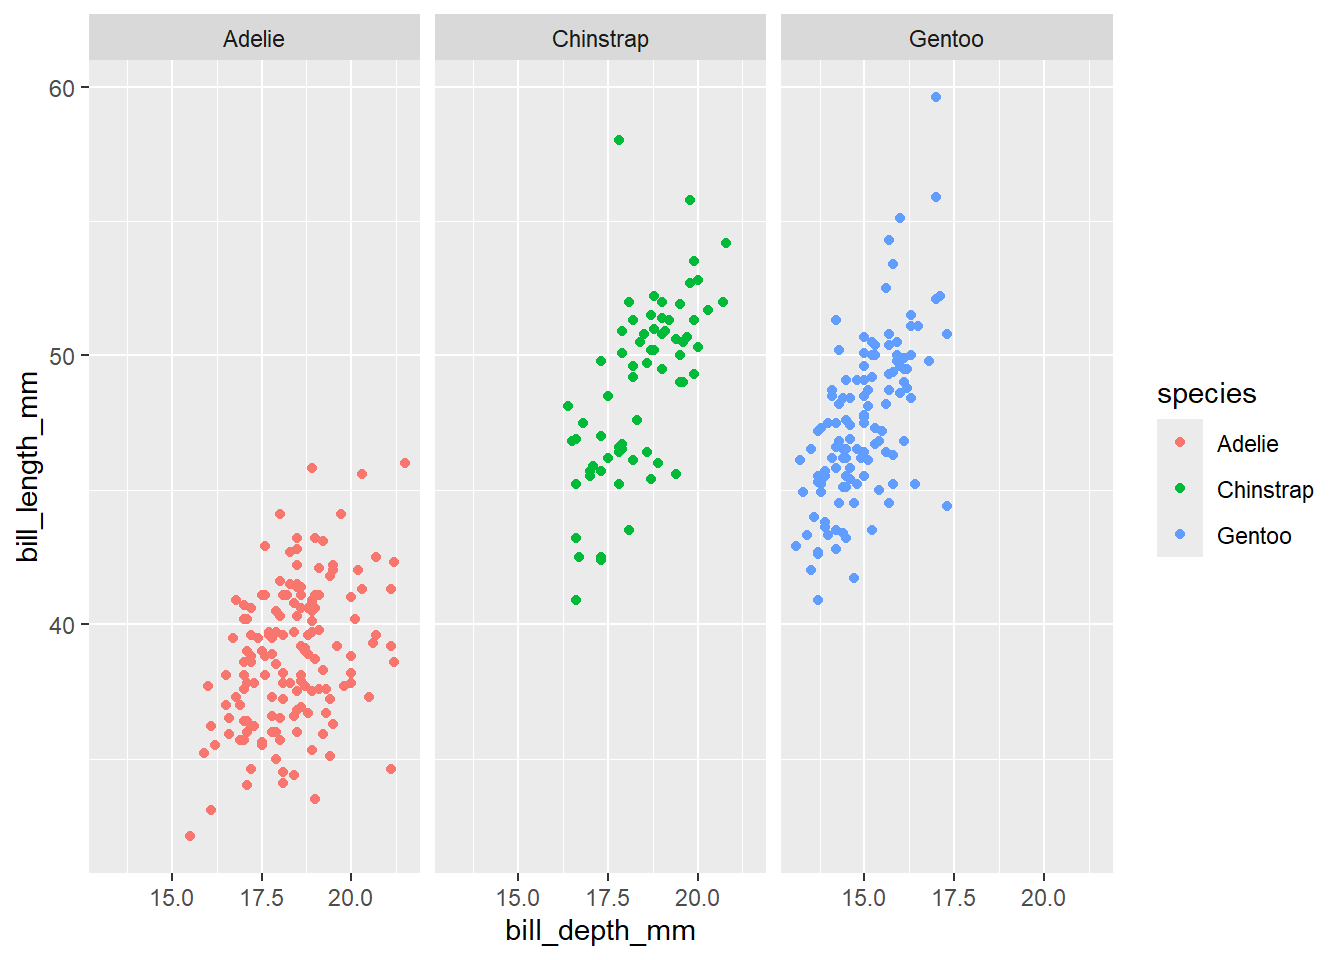 Adelie
Chinstrap
Gentoo
60
50
40
bill_length_mm
15.0 17.5 20.0
15.0 17.5 20.0
15.0 17.5 20.0
bill_depth_mm
species
Adelie
Chinstrap
Gentoo